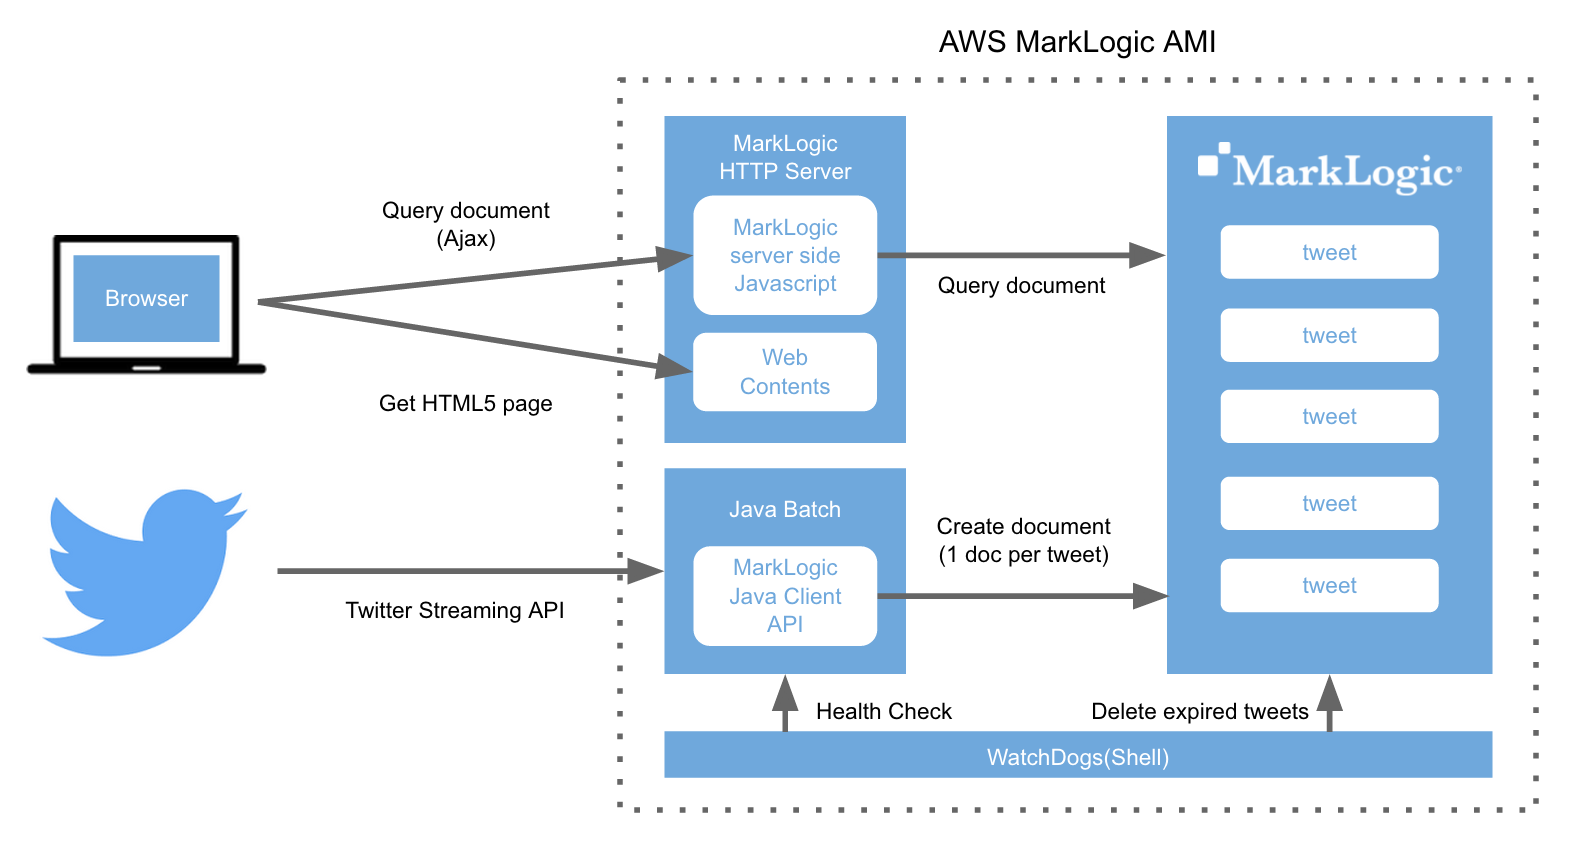 AWS MarkLogic AMI
MarkLogic
HTTP Server
MarkLogic
server side
Javascript
Web
Contents
Query document
(Ajax)
Browser
Get HTML5 page
Query document
MarkLogic®
tweet
tweet
tweet
tweet
tweet
Twitter Streaming API
Java Batch
MarkLogic
Java Client
API
Create document
(1 doc per tweet)
Health Check
Delete expired tweets
WatchDogs(Shell)